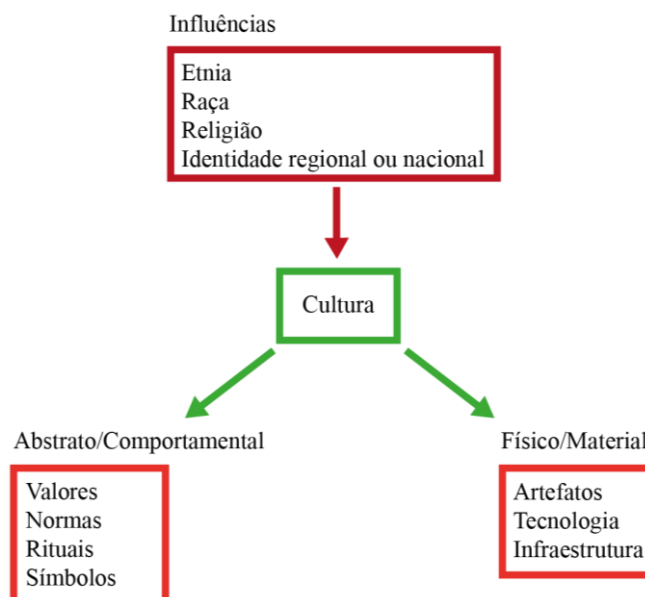 Influências
Etnia
Raça
Religião
Identidade regional ou nacional
Cultura
Abstrato/Comportamental
Valores
Normas
Rituais
Símbolos
Físico/Material
Artefatos
Tecnologia
Infraestrutura